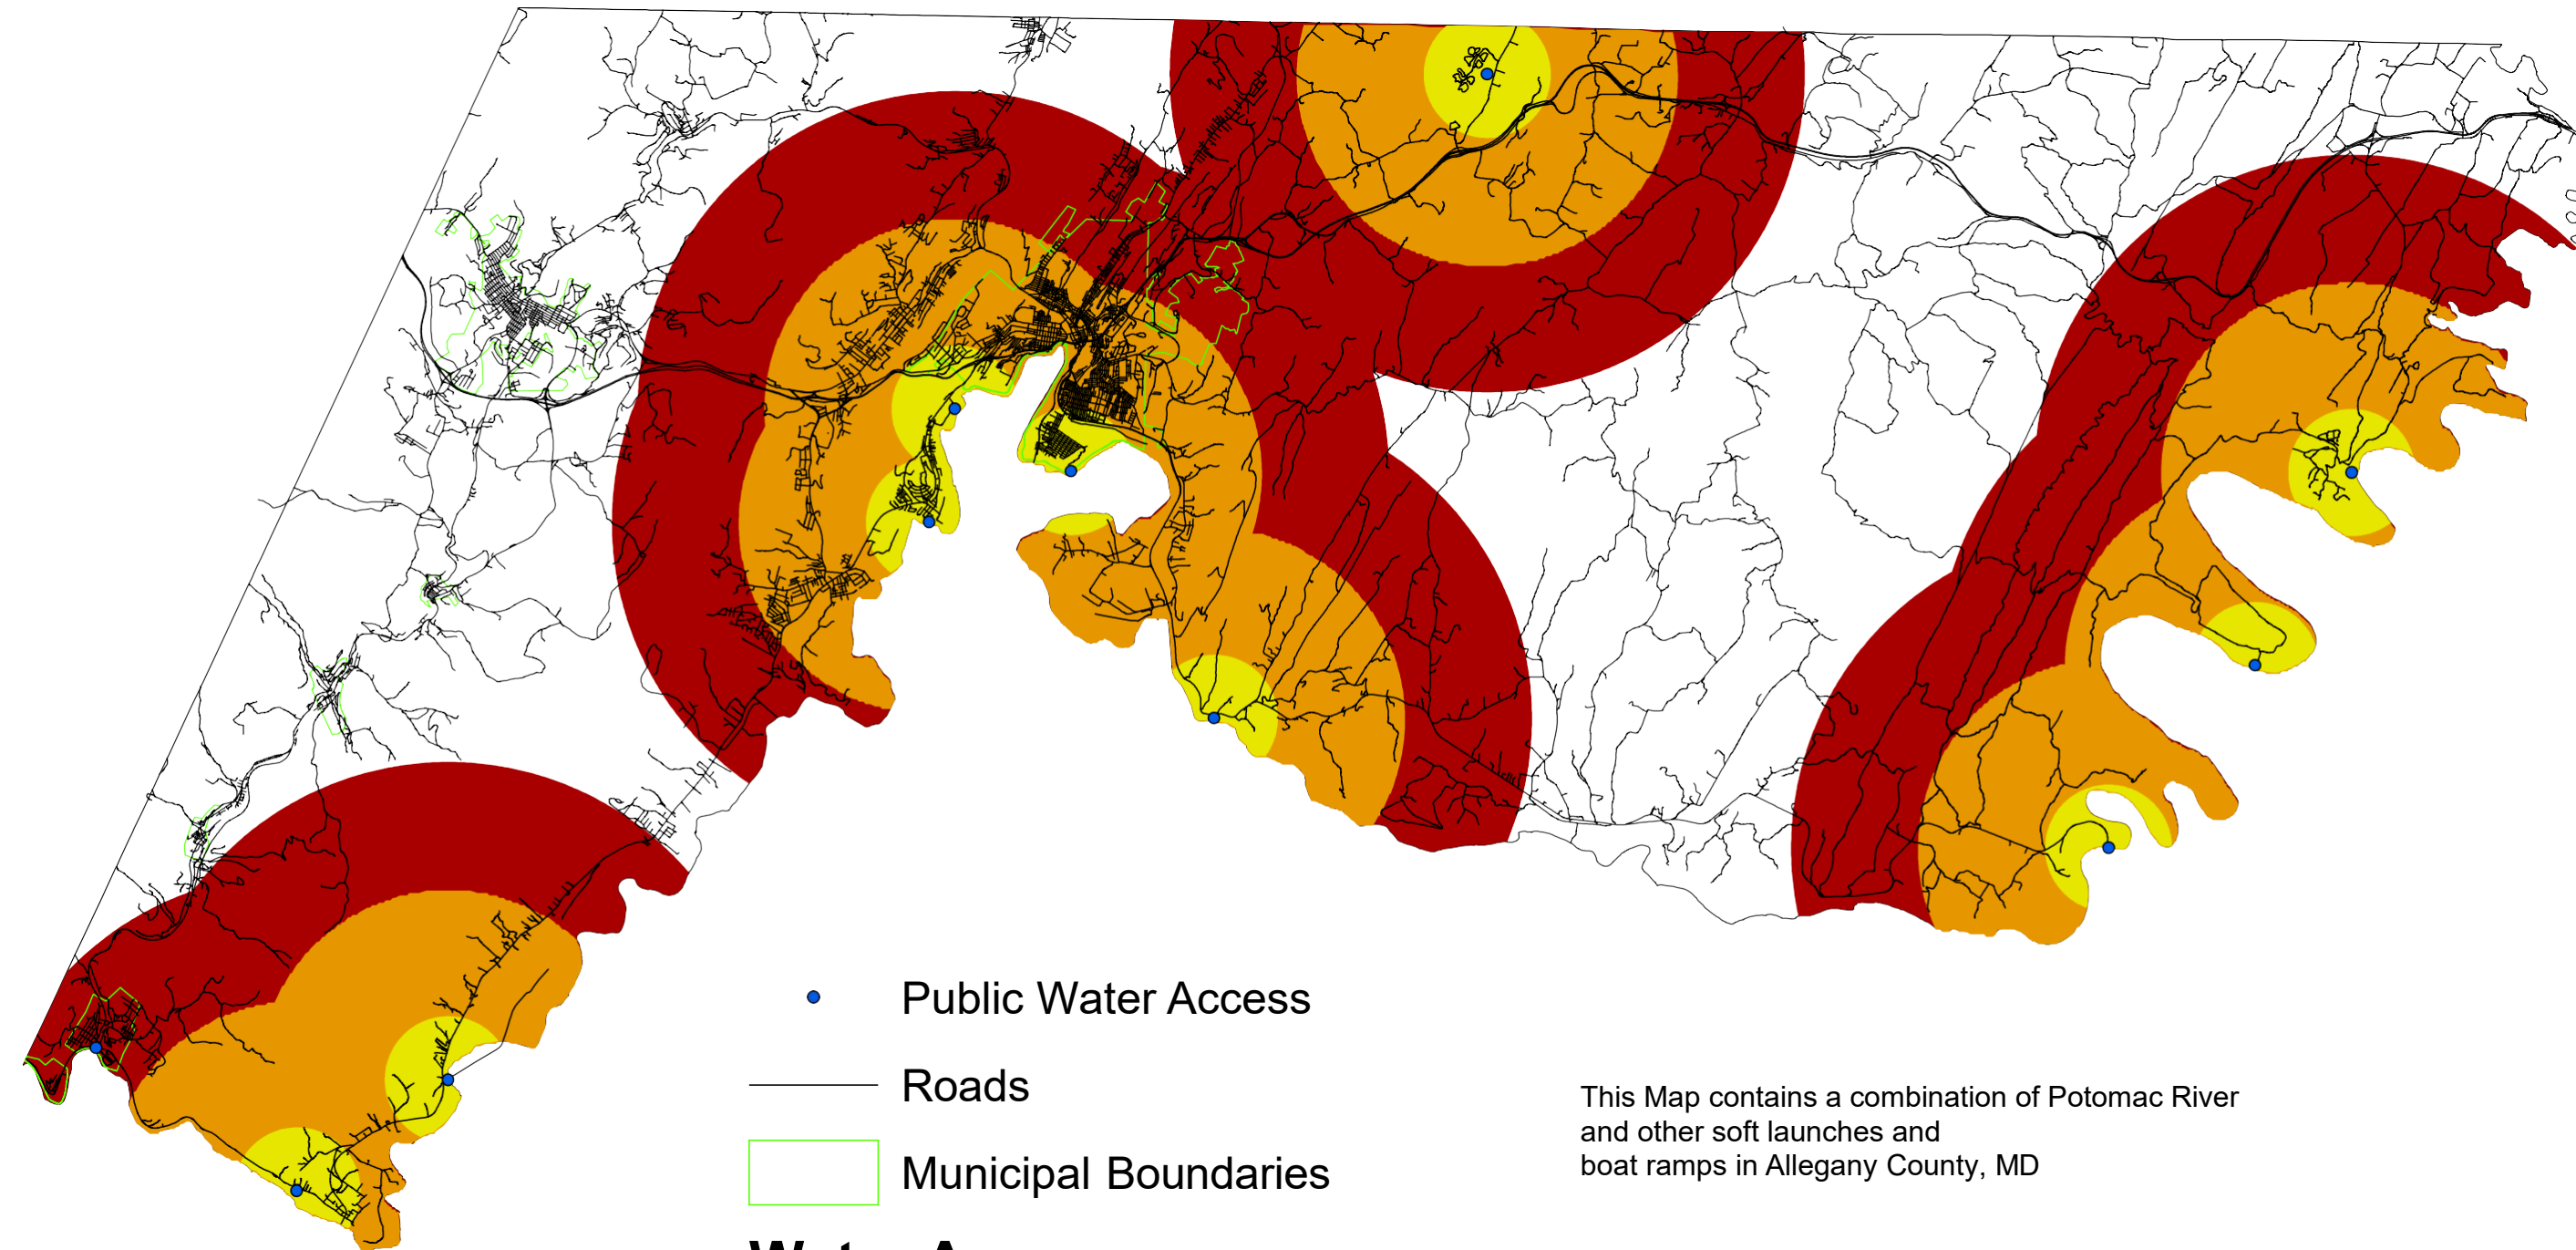 Public Water Access
Roads
Municipal Boundaries
This Map contains a combination of Potomac River
and other soft launches and
boat ramps in Allegany County, MD